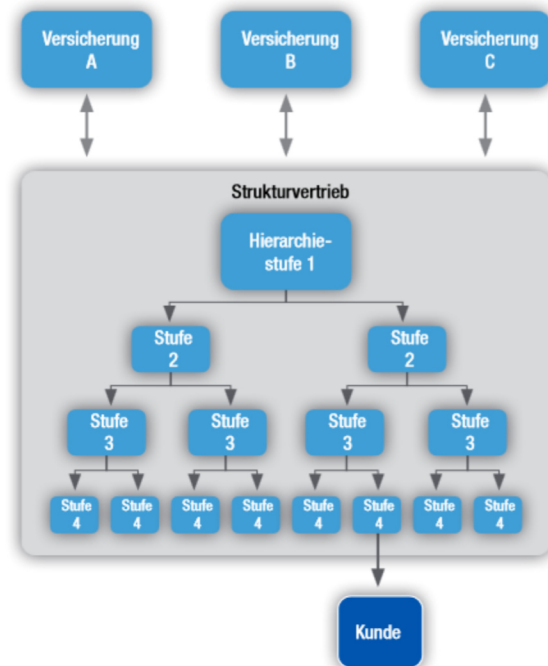 Versicherung
A
Versicherung
B
Versicherung
C
Strukturvertrieb
Hierarchie-
stufe 1
Stufe
2
Stufe
2
Stufe
3
Stufe
3
Stufe
3
Stufe
3
Stufe
4
Stufe
4
Stufe
4
Stufe
4
Stufe
4
Stufe
4
Stufe
4
Stufe
4
Kunde